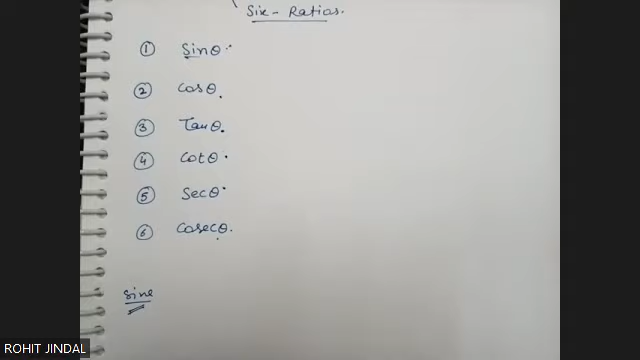 Six - Ratios.
① Sinθ
② Cosθ.
③ Tanθ.
④ Cotθ.
⑤ Secθ
⑥ Cosecθ.
sine
ROHIT JINDAL